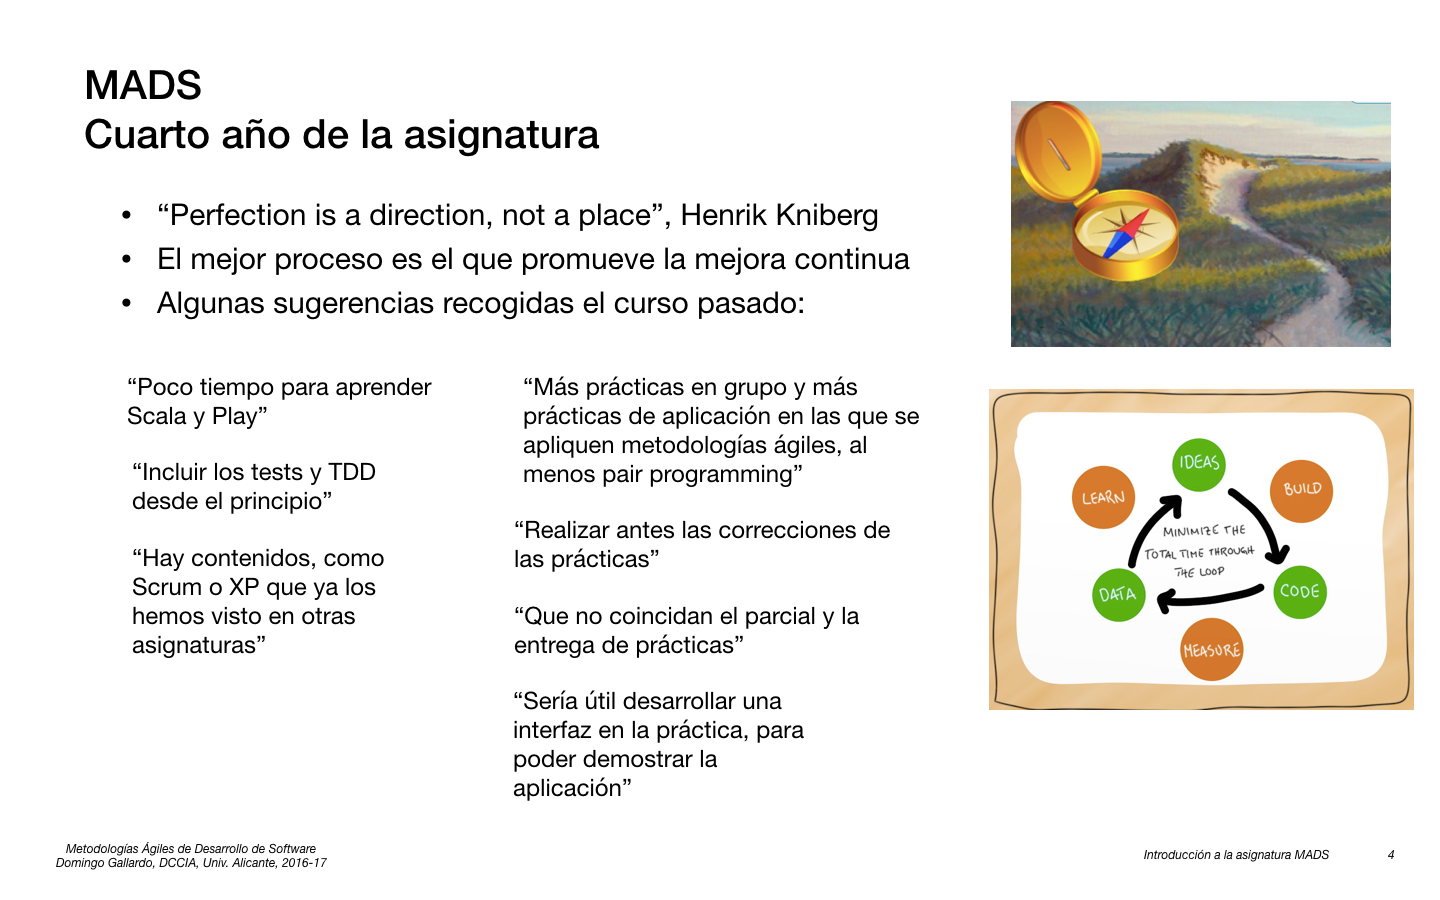 MADS
Cuarto año de la asignatura
• “Perfection is a direction, not a place”, Henrik Kniberg
• El mejor proceso es el que promueve la mejora continua
• Algunas sugerencias recogidas el curso pasado:
“Poco tiempo para aprender
Scala y Play”
“Incluir los tests y TDD
desde el principio”
“Hay contenidos, como
Scrum o XP que ya los
hemos visto en otras
asignaturas”
“Más prácticas en grupo y más
prácticas de aplicación en las que se
apliquen metodologías ágiles, al
menos pair programming”
“Realizar antes las correcciones de
las prácticas”
“Que no coincidan el parcial y la
entrega de prácticas”
“Sería útil desarrollar una
interfaz en la práctica, para
poder demostrar la
aplicación”
IDEAS
LEARN
BUILD
MINIMIZE THE
TOTAL TIME THROUGH
THE LOOP
DATA
CODE
MEASURE
Metodologías Ágiles de Desarrollo de Software
Domingo Gallardo, DCCIA, Univ. Alicante, 2016-17
Introducción a la asignatura MADS
4